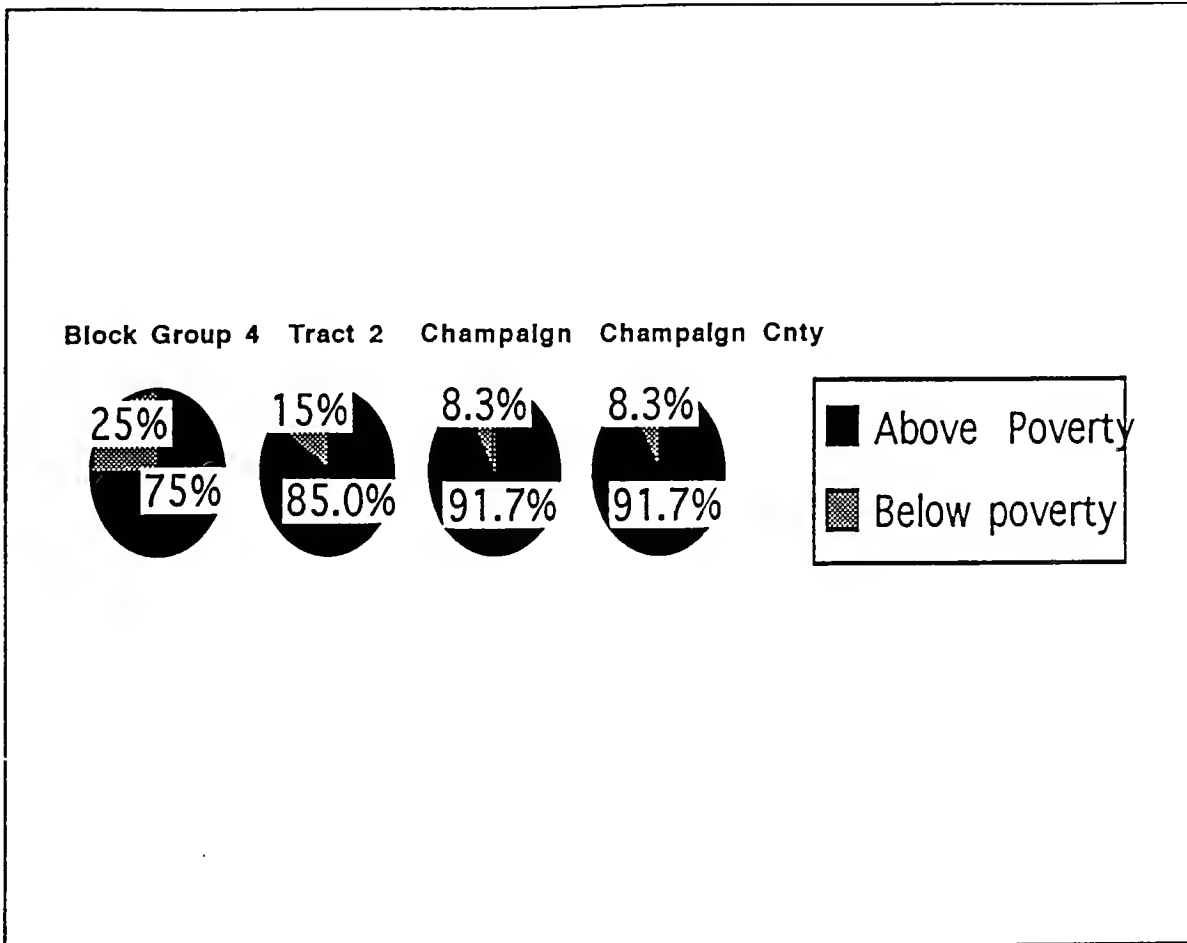 Block Group 4 Tract 2 Champaign Champaign Cnty
25% 15% 8.3% 8.3%
75% 85.0% 91.7% 91.7%
Above Poverty
Below poverty